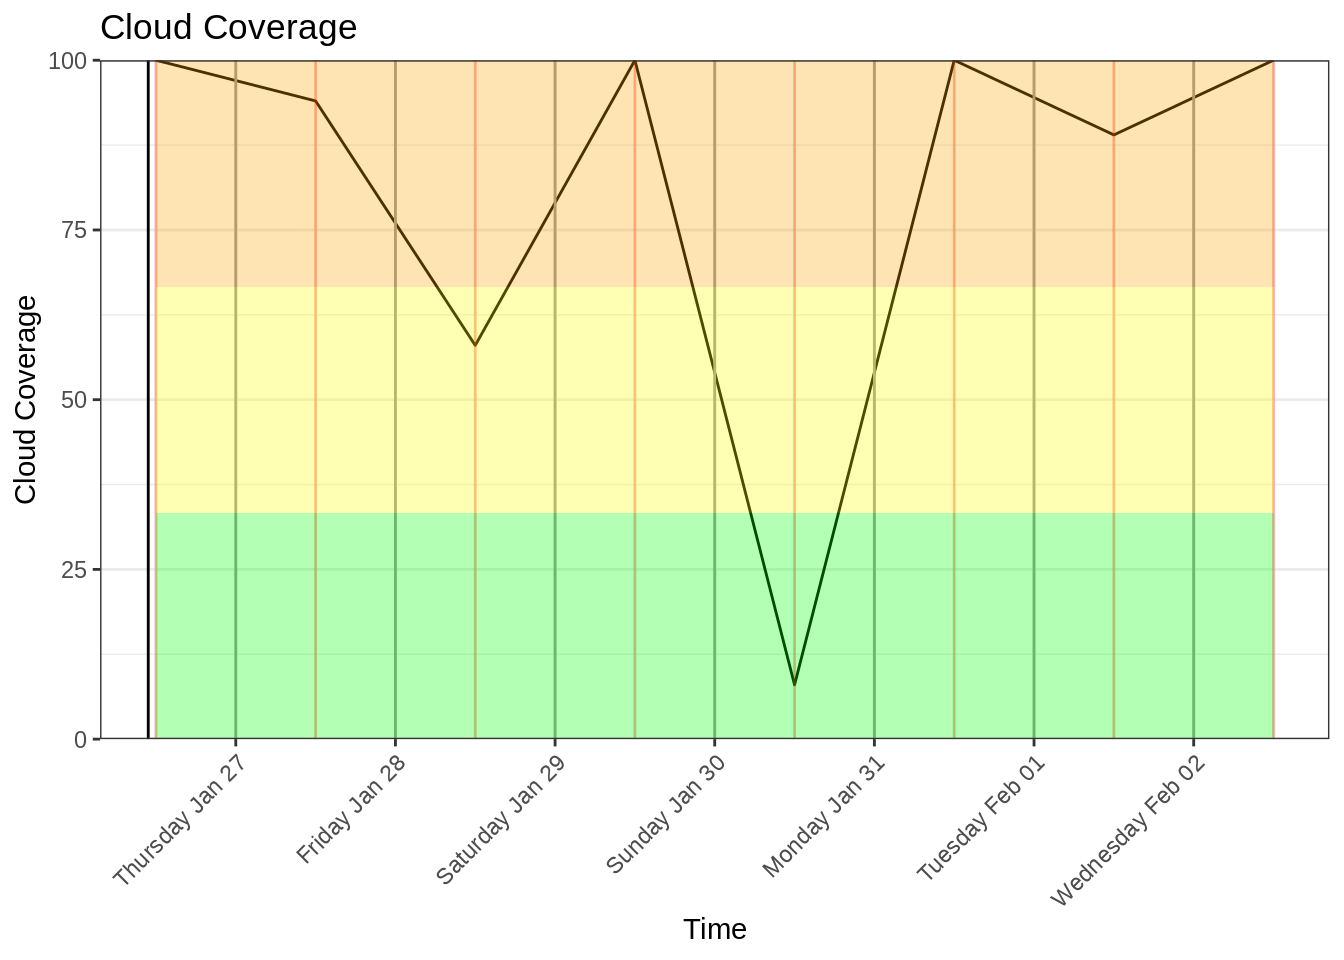 Cloud Coverage
Cloud Coverage
100
75
50
25
0
Thursday Jan 27
Friday Jan 28
Saturday Jan 29
Sunday Jan 30
Monday Jan 31
Tuesday Feb 01
Wednesday Feb 02
Time